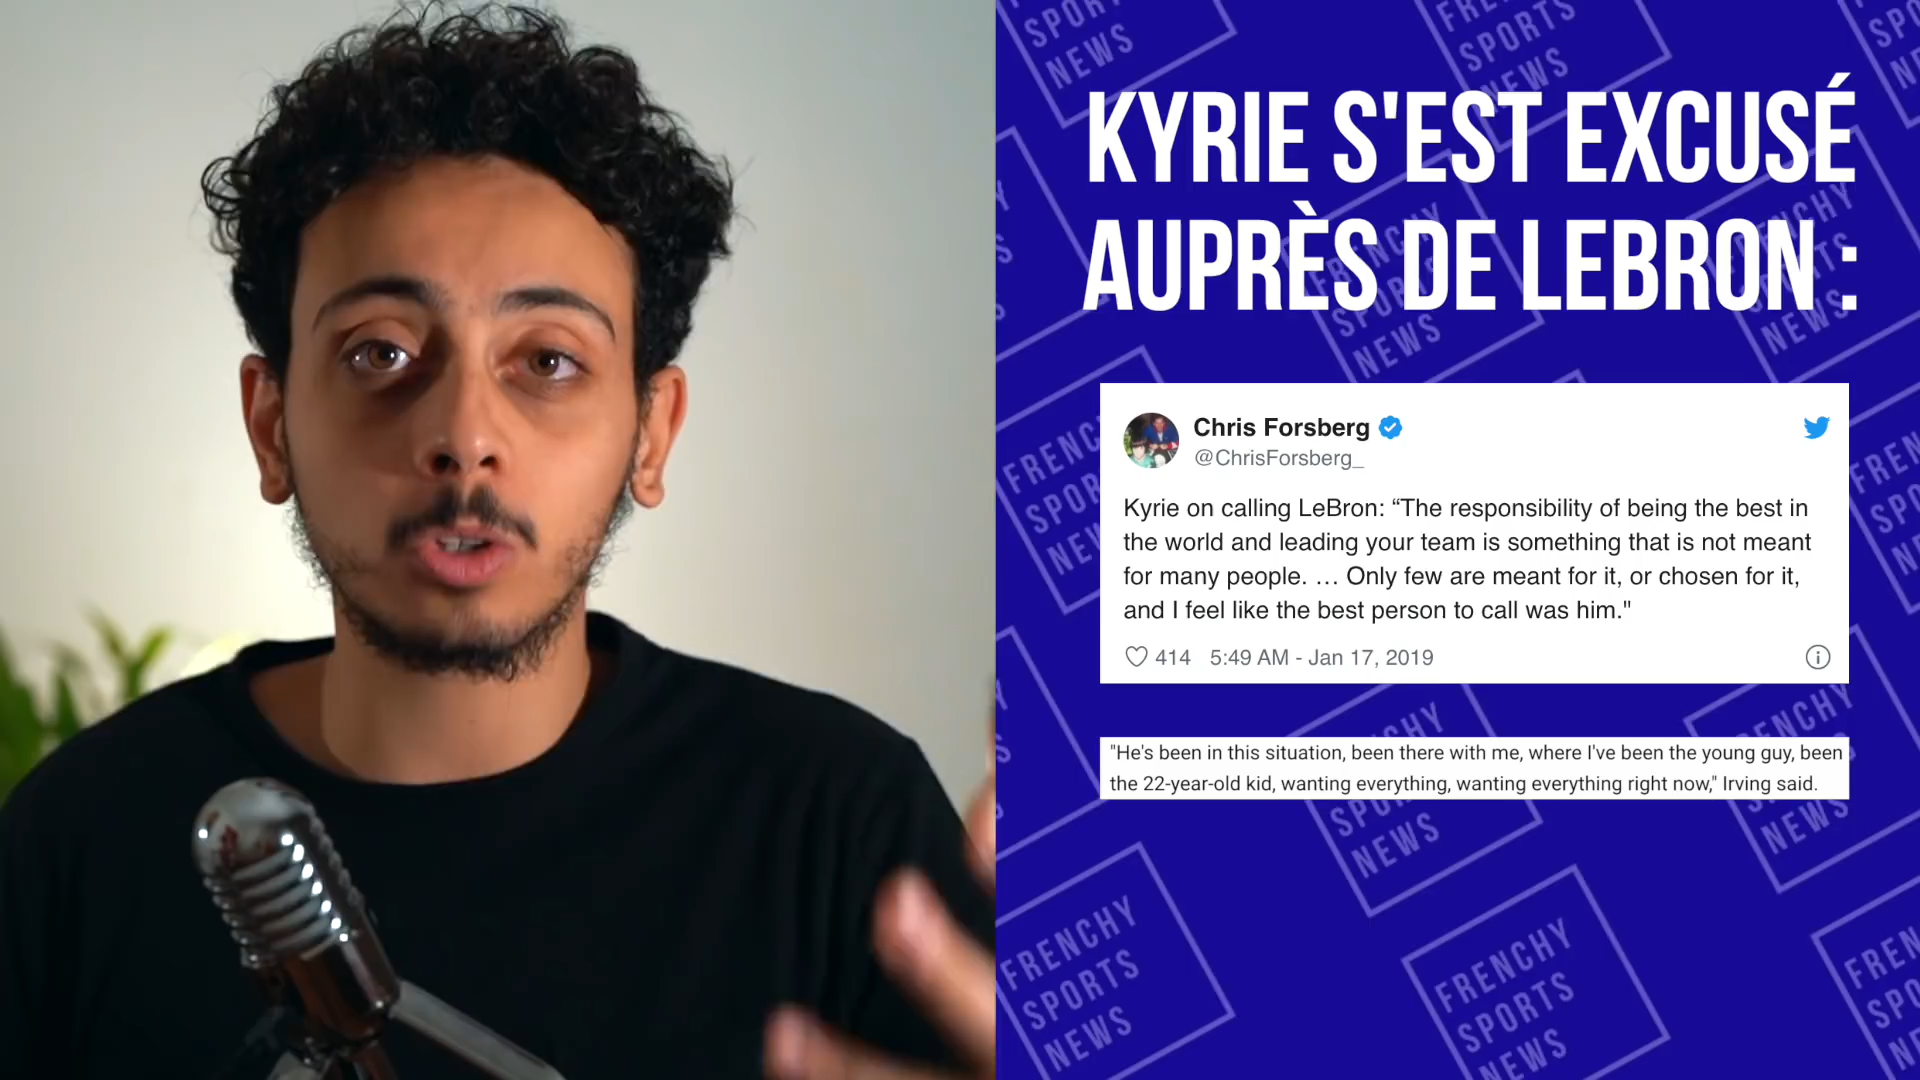 KYRIE S'EST EXCUSÉ
AUPRÈS DE LEBRON :
Chris Forsberg
@ChrisForsberg_
Kyrie on calling LeBron: “The responsibility of being the best in
the world and leading your team is something that is not meant
for many people. … Only few are meant for it, or chosen for it,
and I feel like the best person to call was him."
414 5:49 AM - Jan 17, 2019
"He's been in this situation, been there with me, where I've been the young guy, been
the 22-year-old kid, wanting everything, wanting everything right now," Irving said.
FRENCHY
SPORTS
NEWS